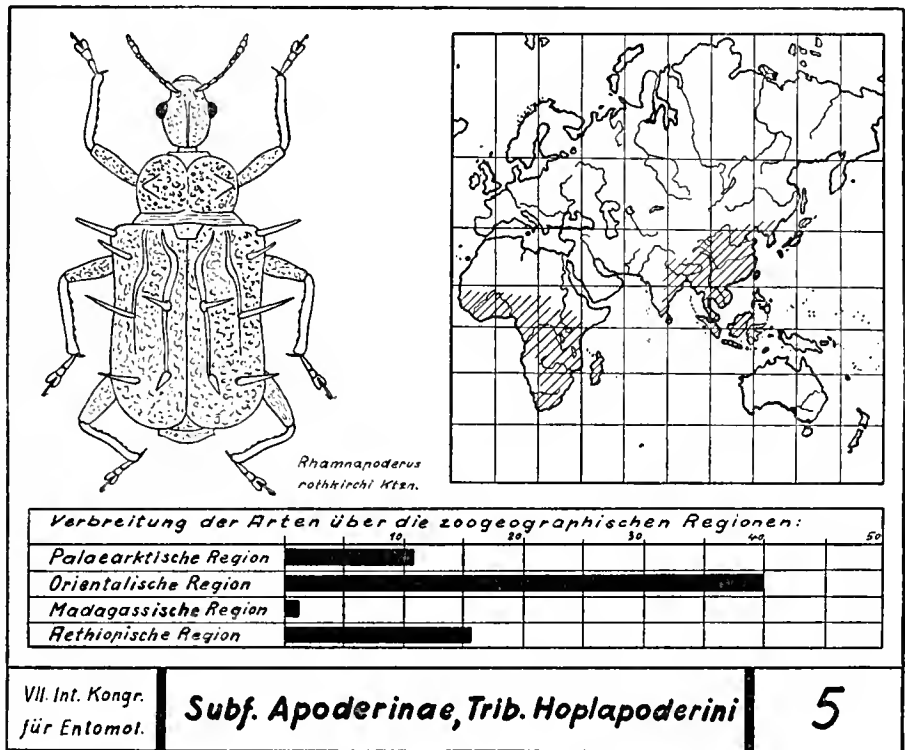 Rhamnapoderus
rothkirchi Ktzn.
Verbreitung der Arten über die zoogeographischen Regionen:
10 20 30 40 50
Palaearktische Region
Orientalische Region
Madagassische Region
Aethiopische Region
VII. Int. Kongr.
für Entomol.
Subf. Apoderinae, Trib. Hoplapoderini
5